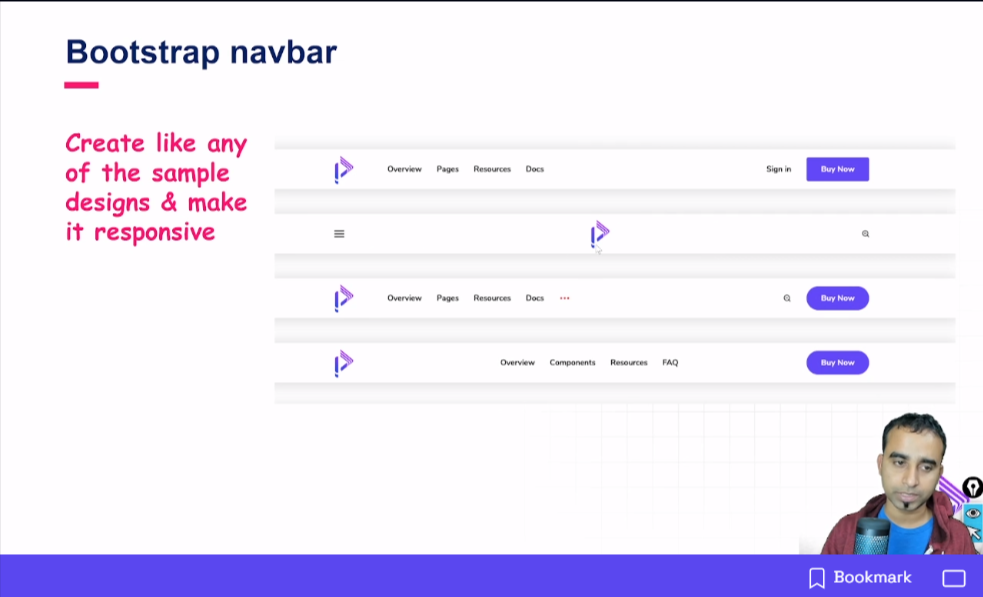 Bootstrap navbar
Create like any
of the sample
designs & make
it responsive
Overview Pages Resources Docs Sign in Buy Now
Overview Pages Resources Docs Buy Now
Overview Components Resources FAQ Buy Now
Bookmark